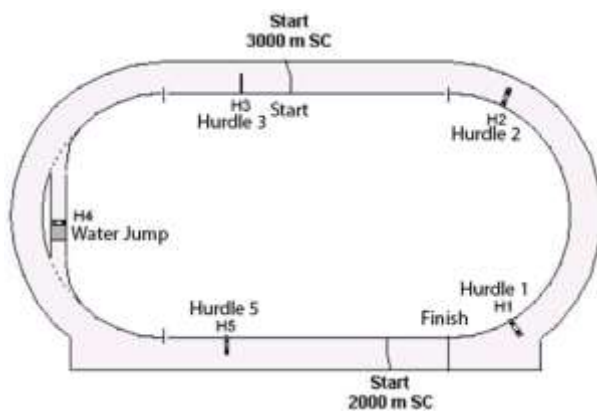 Start
3000 m SC
H3
Hurdle 3
Start
H2
Hurdle 2
H4
Water Jump
Hurdle 1
H1
Hurdle 5
H5
Finish
Start
2000 m SC